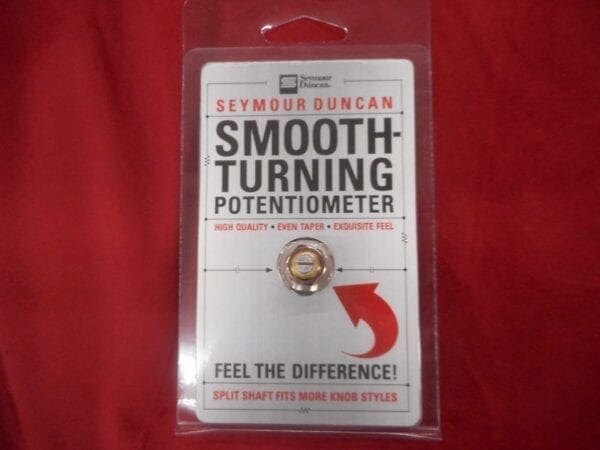 Seymour
Duncan.
SEYMOUR DUNCAN
SMOOTH-
TURNING
POTENTIOMETER
HIGH QUALITY • EVEN TAPER • EXQUISITE FEEL
FEEL THE DIFFERENCE!
SPLIT SHAFT FITS MORE KNOB STYLES